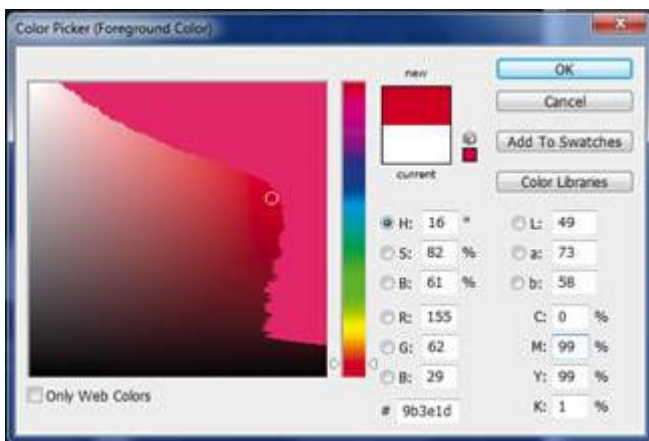 Color Picker (Foreground Color)
new
current
OK
Cancel
Add To Swatches
Color Libraries
H: 16 °
S: 82 %
B: 61 %
R: 155
G: 62
B: 29
# 9b3e1d
L: 49
a: 73
b: 58
C: 0 %
M: 99 %
Y: 99 %
K: 1 %
Only Web Colors